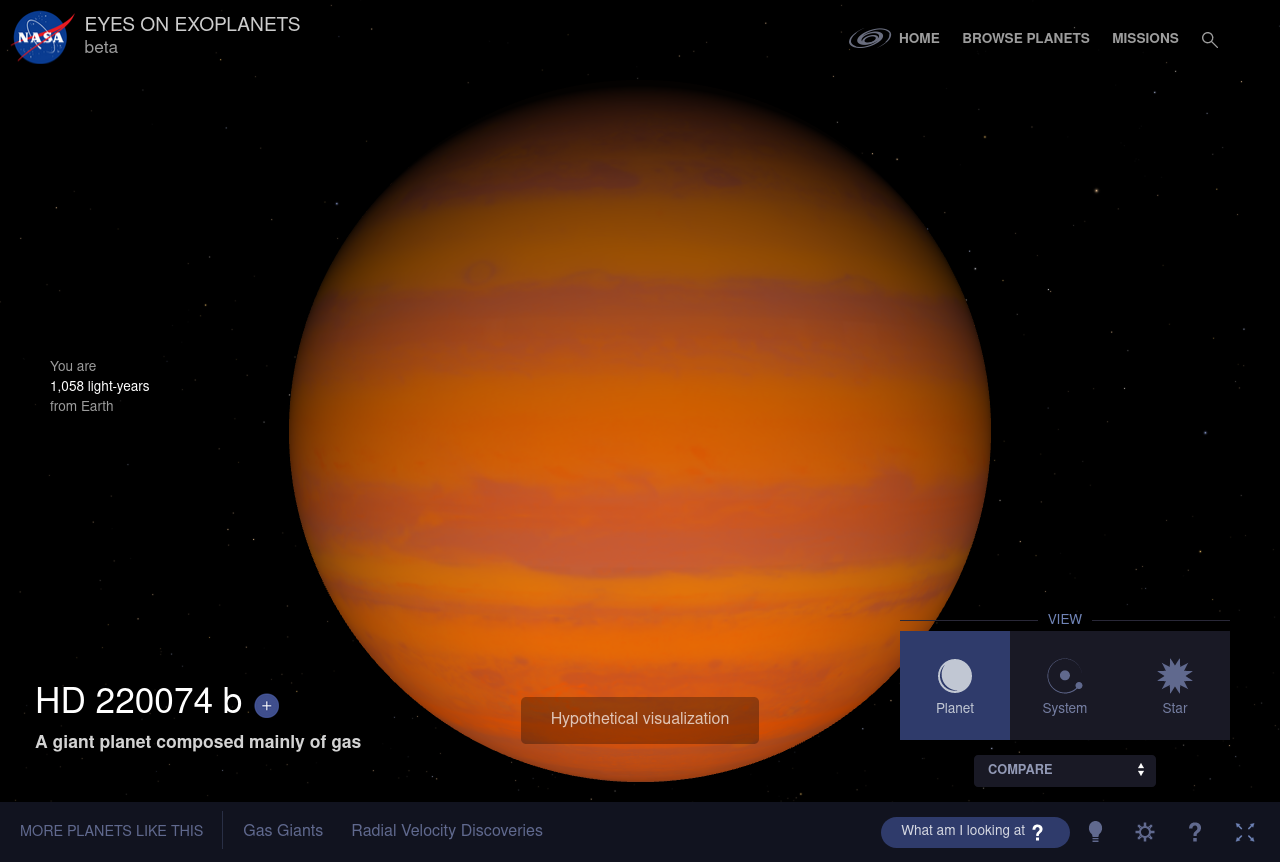 NASA
EYES ON EXOPLANETS
beta
HOME
BROWSE PLANETS
MISSIONS
You are
1,058 light-years
from Earth
HD 220074 b +
A giant planet composed mainly of gas
Hypothetical visualization
VIEW
Planet
System
Star
COMPARE
MORE PLANETS LIKE THIS
Gas Giants
Radial Velocity Discoveries
What am I looking at ?
?